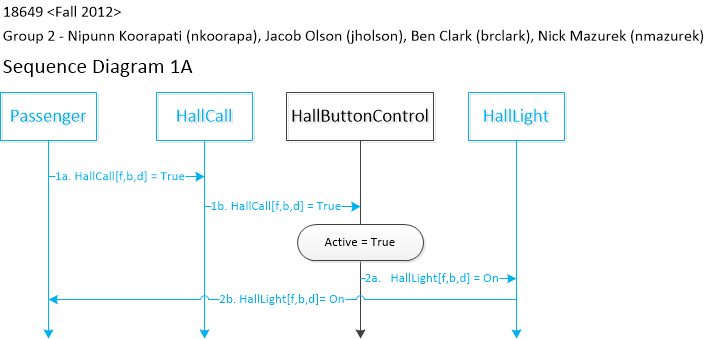 18649 <Fall 2012>
Group 2 - Nipunn Koorapati (nkoorapa), Jacob Olson (jholson), Ben Clark (brclark), Nick Mazurek (nmazurek)
Sequence Diagram 1A
Passenger
HallCall
HallButtonControl
HallLight
1a. HallCall[f,b,d] = True
1b. HallCall[f,b,d] = True
Active = True
2a. HallLight[f,b,d] = On
2b. HallLight[f,b,d]= On